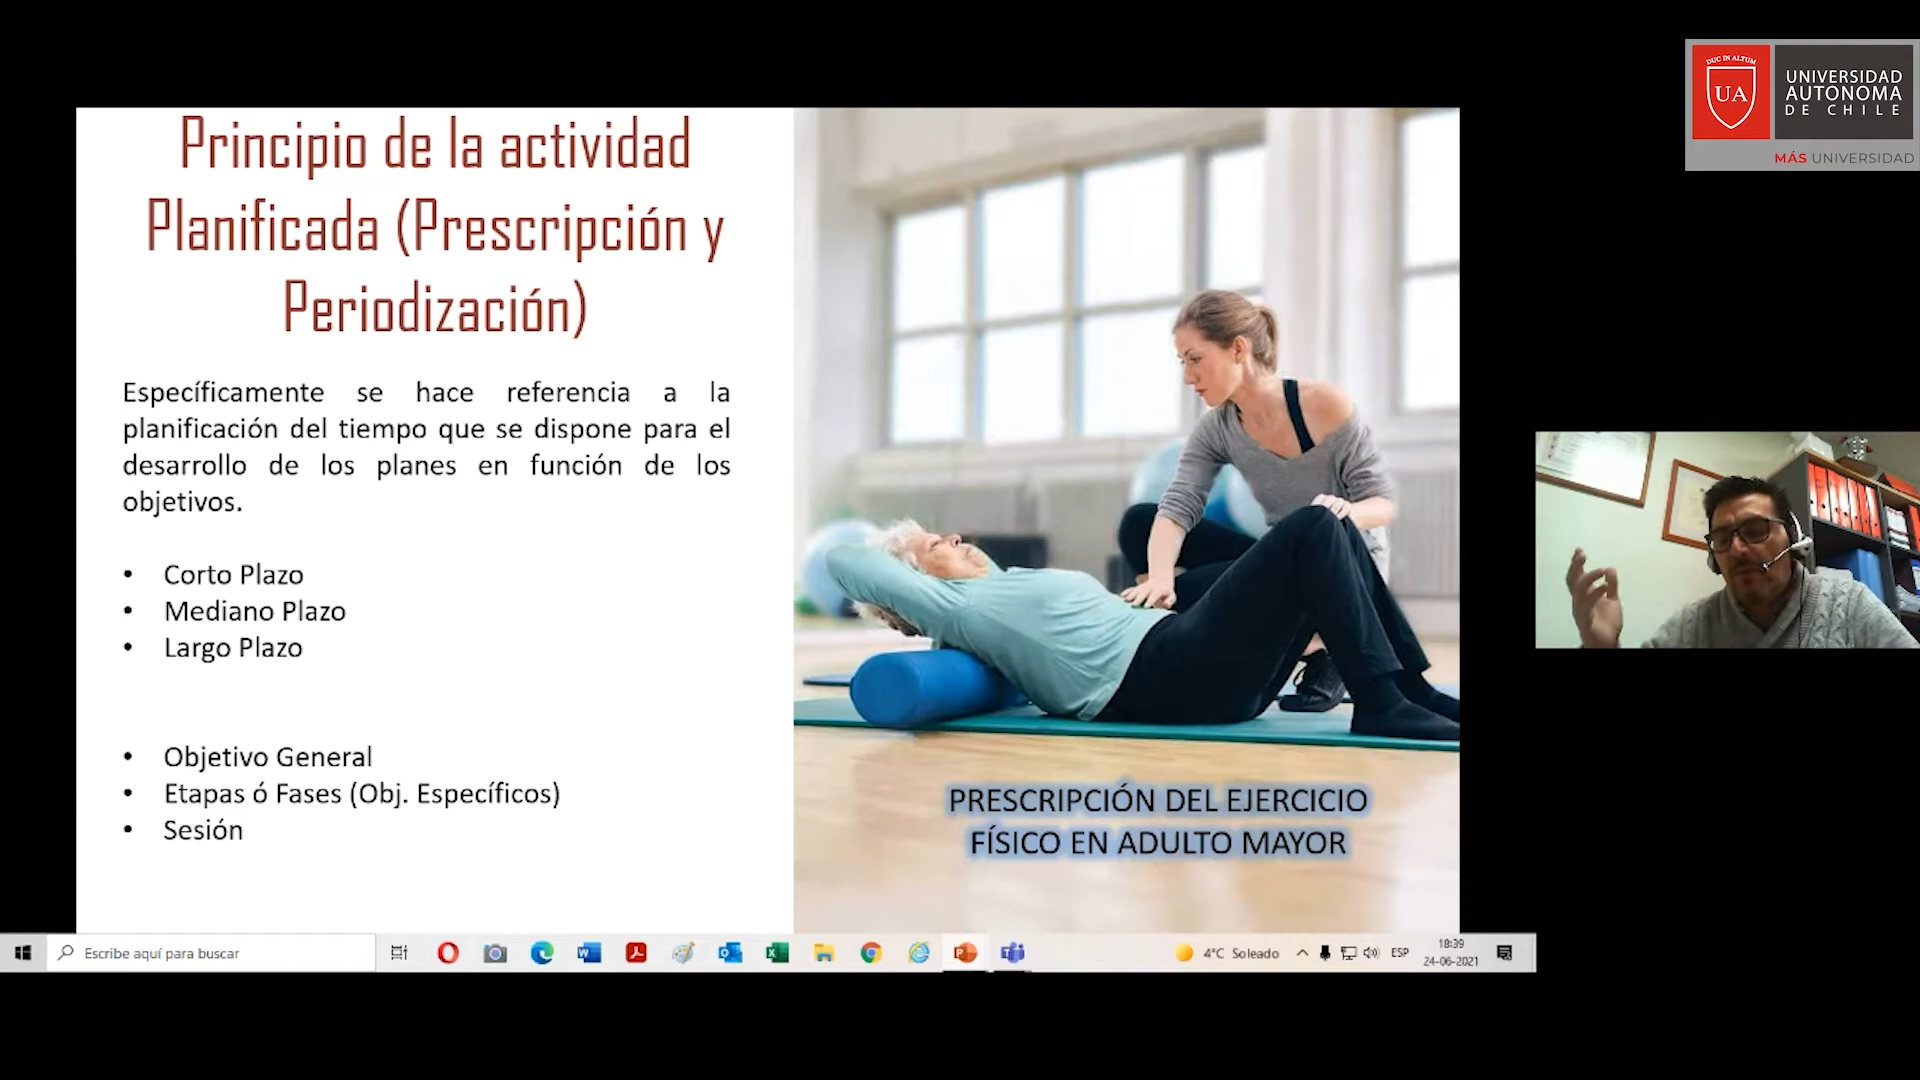 DUC IN ALTUM
UA
UNIVERSIDAD
AUTONOMA
DE CHILE
MÁS UNIVERSIDAD
Principio de la actividad
Planificada (Prescripción y
Periodización)
Específicamente se hace referencia a la
planificación del tiempo que se dispone para el
desarrollo de los planes en función de los
objetivos.
• Corto Plazo
• Mediano Plazo
• Largo Plazo
• Objetivo General
• Etapas ó Fases (Obj. Específicos)
• Sesión
PRESCRIPCIÓN DEL EJERCICIO
FÍSICO EN ADULTO MAYOR
Escribe aquí para buscar
4°C Soleado
ESP
18:39
24-06-2021